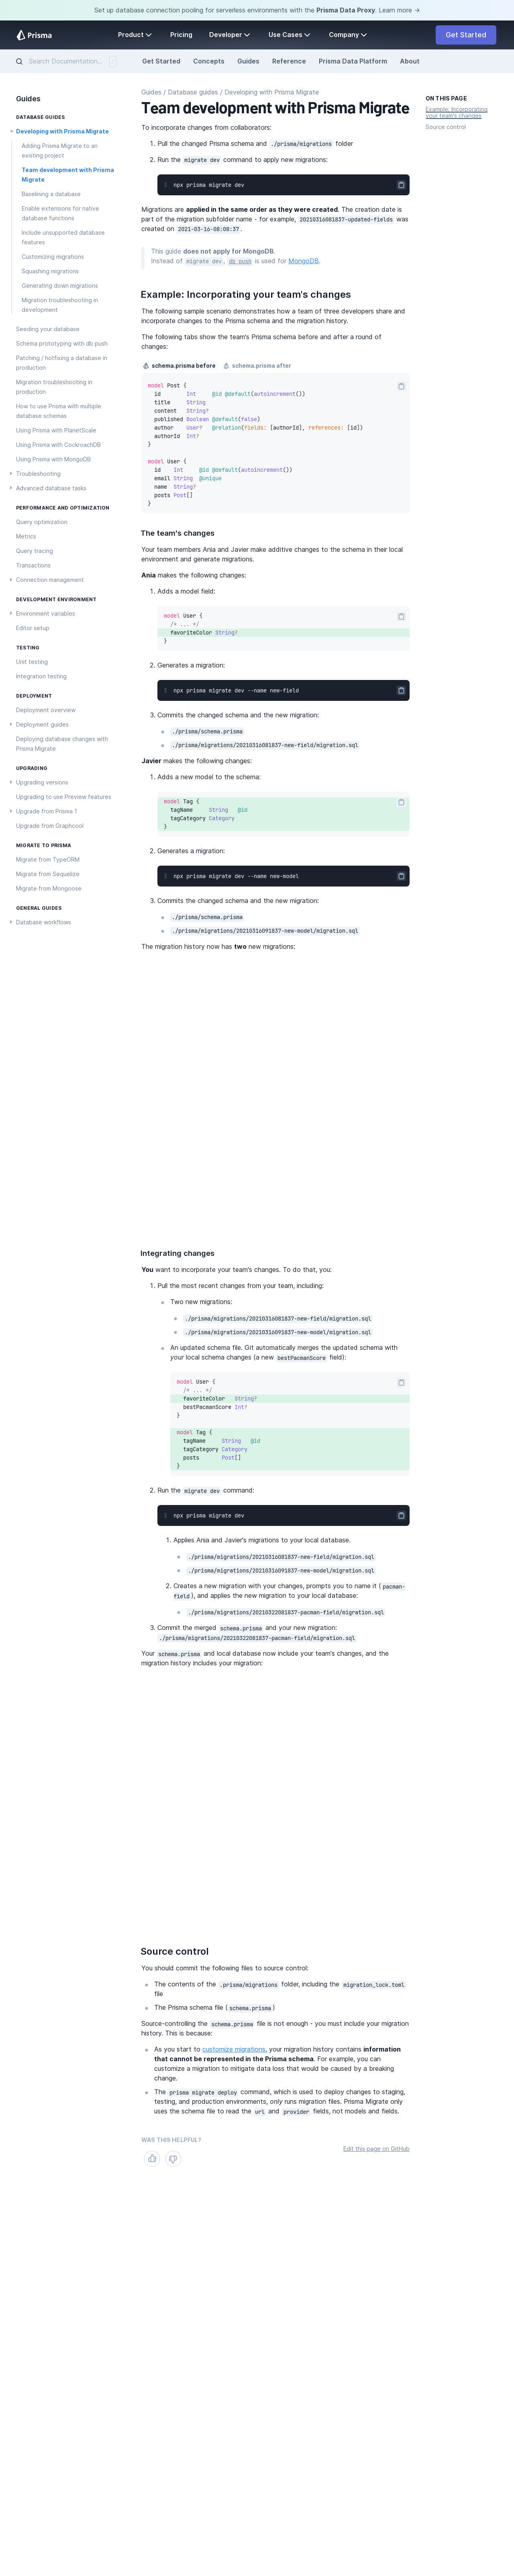 Set up database connection pooling for serverless environments with the Prisma Data Proxy. Learn more →
Prisma
Product
Pricing
Developer
Use Cases
Company
Get Started
Search Documentation...
/
Get Started
Concepts
Guides
Reference
Prisma Data Platform
About
Guides
DATABASE GUIDES
Developing with Prisma Migrate
Adding Prisma Migrate to an
existing project
Team development with Prisma
Migrate
Baselining a database
Enable extensions for native
database functions
Include unsupported database
features
Customizing migrations
Squashing migrations
Generating down migrations
Migration troubleshooting in
development
Seeding your database
Schema prototyping with db push
Patching / hotfixing a database in
production
Migration troubleshooting in
production
How to use Prisma with multiple
database schemas
Using Prisma with PlanetScale
Using Prisma with CockroachDB
Using Prisma with MongoDB
Troubleshooting
Advanced database tasks
PERFORMANCE AND OPTIMIZATION
Query optimization
Metrics
Query tracing
Transactions
Connection management
DEVELOPMENT ENVIRONMENT
Environment variables
Editor setup
TESTING
Unit testing
Integration testing
DEPLOYMENT
Deployment overview
Deployment guides
Deploying database changes with
Prisma Migrate
UPGRADING
Upgrading versions
Upgrading to use Preview features
Upgrade from Prisma 1
Upgrade from Graphcool
MIGRATE TO PRISMA
Migrate from TypeORM
Migrate from Sequelize
Migrate from Mongoose
GENERAL GUIDES
Database workflows
Guides / Database guides / Developing with Prisma Migrate
Team development with Prisma Migrate
To incorporate changes from collaborators:
1. Pull the changed Prisma schema and ./prisma/migrations folder
2. Run the migrate dev command to apply new migrations:
1 npx prisma migrate dev
Migrations are applied in the same order as they were created. The creation date is
part of the migration subfolder name - for example, 20210316081837-updated-fields was
created on 2021-03-16-08:08:37.
This guide does not apply for MongoDB.
Instead of migrate dev, db push is used for MongoDB.
Example: Incorporating your team's changes
The following sample scenario demonstrates how a team of three developers share and
incorporate changes to the Prisma schema and the migration history.
The following tabs show the team's Prisma schema before and after a round of
changes:
schema.prisma before
schema.prisma after
model Post {
id Int @id @default(autoincrement())
title String
content String?
published Boolean @default(false)
author User? @relation(fields: [authorId], references: [id])
authorId Int?
}
model User {
id Int @id @default(autoincrement())
email String @unique
name String?
posts Post[]
}
The team's changes
Your team members Ania and Javier make additive changes to the schema in their local
environment and generate migrations.
Ania makes the following changes:
1. Adds a model field:
model User {
/* ... */
favoriteColor String?
}
2. Generates a migration:
1 npx prisma migrate dev --name new-field
3. Commits the changed schema and the new migration:
./prisma/schema.prisma
./prisma/migrations/20210316081837-new-field/migration.sql
Javier makes the following changes:
1. Adds a new model to the schema:
model Tag {
tagName String @id
tagCategory Category
}
2. Generates a migration:
1 npx prisma migrate dev --name new-model
3. Commits the changed schema and the new migration:
./prisma/schema.prisma
./prisma/migrations/20210316091837-new-model/migration.sql
The migration history now has two new migrations:
Integrating changes
You want to incorporate your team's changes. To do that, you:
1. Pull the most recent changes from your team, including:
Two new migrations:
./prisma/migrations/20210316081837-new-field/migration.sql
./prisma/migrations/20210316091837-new-model/migration.sql
An updated schema file. Git automatically merges the updated schema with
your local schema changes (a new bestPacmanScore field):
model User {
/* ... */
favoriteColor String?
bestPacmanScore Int?
}
model Tag {
tagName String @id
tagCategory Category
posts Post[]
}
2. Run the migrate dev command:
1 npx prisma migrate dev
1. Applies Ania and Javier's migrations to your local database.
./prisma/migrations/20210316081837-new-field/migration.sql
./prisma/migrations/20210316091837-new-model/migration.sql
2. Creates a new migration with your changes, prompts you to name it (pacman-
field), and applies the new migration to your local database:
./prisma/migrations/20210322081837-pacman-field/migration.sql
3. Commit the merged schema.prisma and your new migration:
./prisma/migrations/20210322081837-pacman-field/migration.sql
Your schema.prisma and local database now include your team's changes, and the
migration history includes your migration:
Source control
You should commit the following files to source control:
The contents of the .prisma/migrations folder, including the migration_lock.toml
file
The Prisma schema file (schema.prisma)
Source-controlling the schema.prisma file is not enough - you must include your migration
history. This is because:
As you start to customize migrations, your migration history contains information
that cannot be represented in the Prisma schema. For example, you can
customize a migration to mitigate data loss that would be caused by a breaking
change.
The prisma migrate deploy command, which is used to deploy changes to staging,
testing, and production environments, only runs migration files. Prisma Migrate only
uses the schema file to read the url and provider fields, not models and fields.
WAS THIS HELPFUL?
Edit this page on GitHub
ON THIS PAGE
Example: Incorporating
your team's changes
Source control